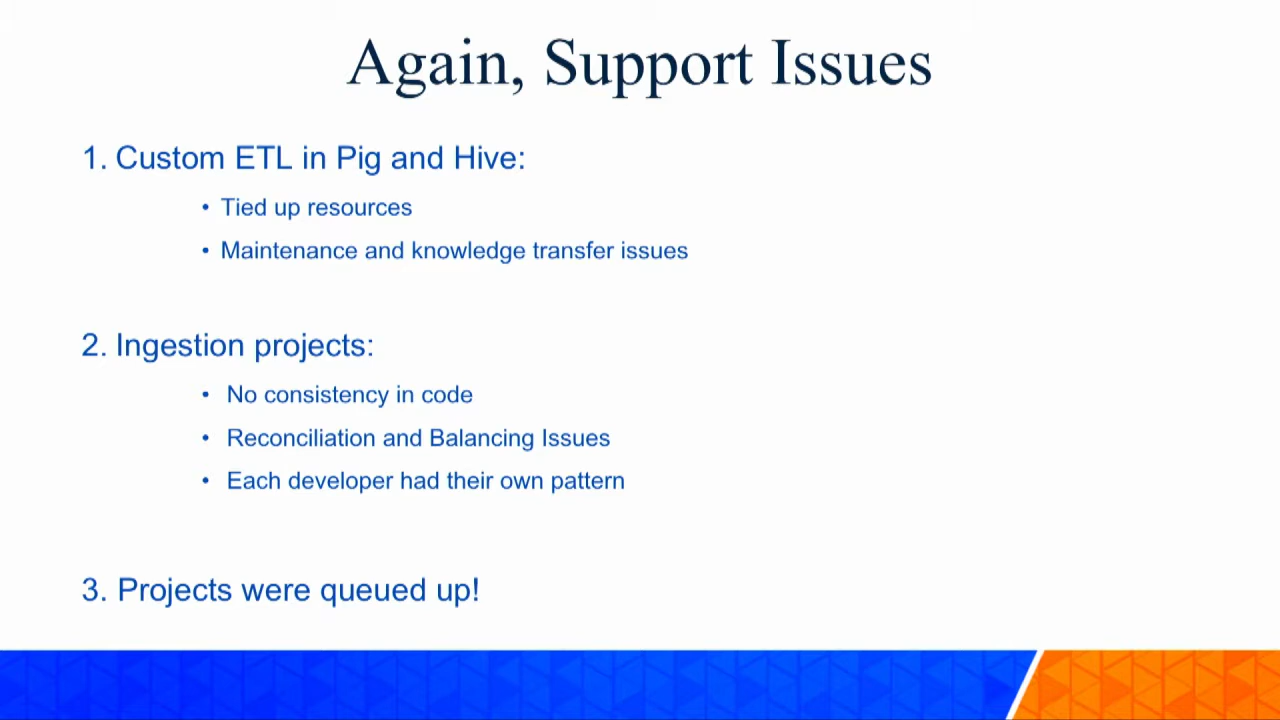 Again, Support Issues
1. Custom ETL in Pig and Hive:
• Tied up resources
• Maintenance and knowledge transfer issues
2. Ingestion projects:
• No consistency in code
• Reconciliation and Balancing Issues
• Each developer had their own pattern
3. Projects were queued up!